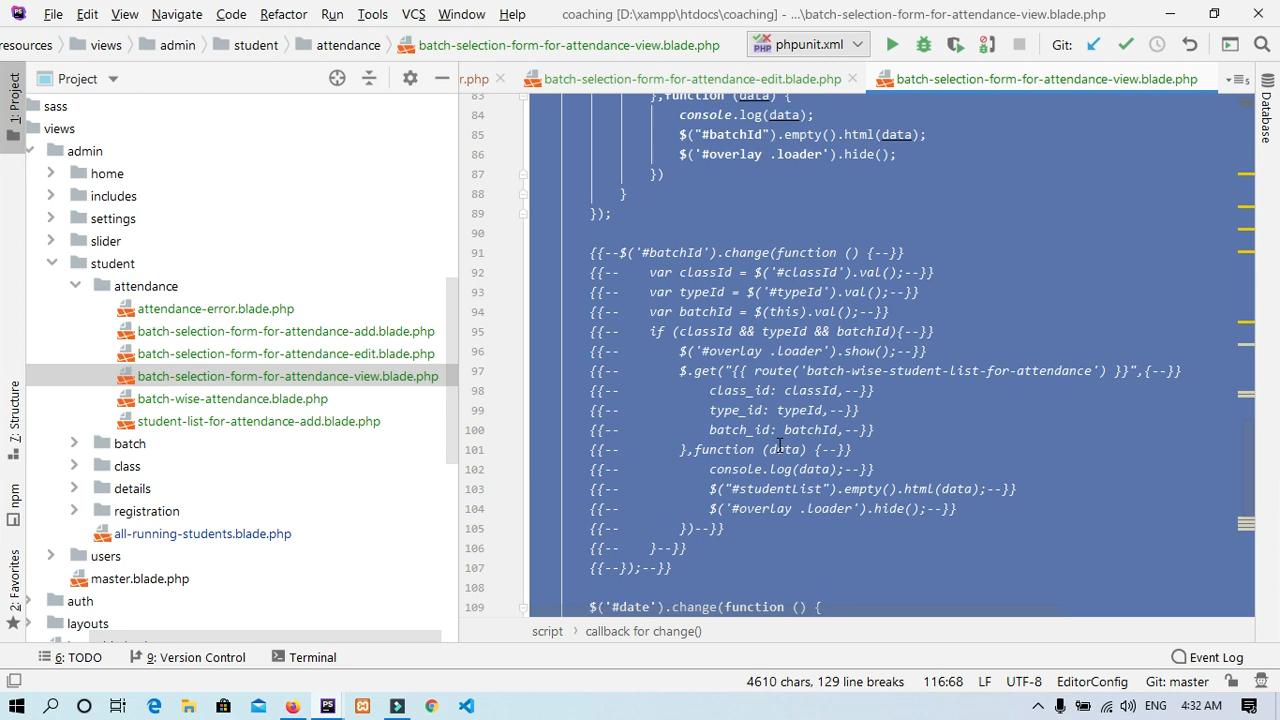 File Edit View Navigate Code Refactor Run Tools VCS Window Help coaching [D:\xampp\htdocs\coaching] - ...\batch-selection-form-for-attendance-view.blade.php
resources views admin student attendance batch-selection-form-for-attendance-view.blade.php PHP phpunit.xml Git:
Project r.php batch-selection-form-for-attendance-edit.blade.php batch-selection-form-for-attendance-view.blade.php
1: Project
Z: Structure
npm
2: Favorites
Database
sass
views
admin
home
includes
settings
slider
student
attendance
attendance-error.blade.php
batch-selection-form-for-attendance-add.blade.php
batch-selection-form-for-attendance-edit.blade.php
batch-selection-form-for-attendance-view.blade.php
batch-wise-attendance.blade.php
student-list-for-attendance-add.blade.php
batch
class
details
registration
all-running-students.blade.php
users
master.blade.php
auth
layouts
83 },function (data) {
84 console.log(data);
85 $("#batchId").empty().html(data);
86 $('#overlay .loader').hide();
87 })
88 }
89 });
90
91 {{--$('#batchId').change(function () {--}}
92 {{-- var classId = $('#classId').val();--}}
93 {{-- var typeId = $('#typeId').val();--}}
94 {{-- var batchId = $(this).val();--}}
95 {{-- if (classId && typeId && batchId){--}}
96 {{-- $('#overlay .loader').show();--}}
97 {{-- $.get("{{ route('batch-wise-student-list-for-attendance') }}",{--}}
98 {{-- class_id: classId,--}}
99 {{-- type_id: typeId,--}}
100 {{-- batch_id: batchId,--}}
101 {{-- },function (data) {--}}
102 {{-- console.log(data);--}}
103 {{-- $("#studentList").empty().html(data);--}}
104 {{-- $('#overlay .loader').hide();--}}
105 {{-- })--}}
106 {{-- }--}}
107 {{--});--}}
108
109 $('#date').change(function () {
script callback for change()
6: TODO 9: Version Control Terminal Event Log
4610 chars, 129 line breaks 116:68 LF UTF-8 EditorConfig Git: master
ENG 4:32 AM